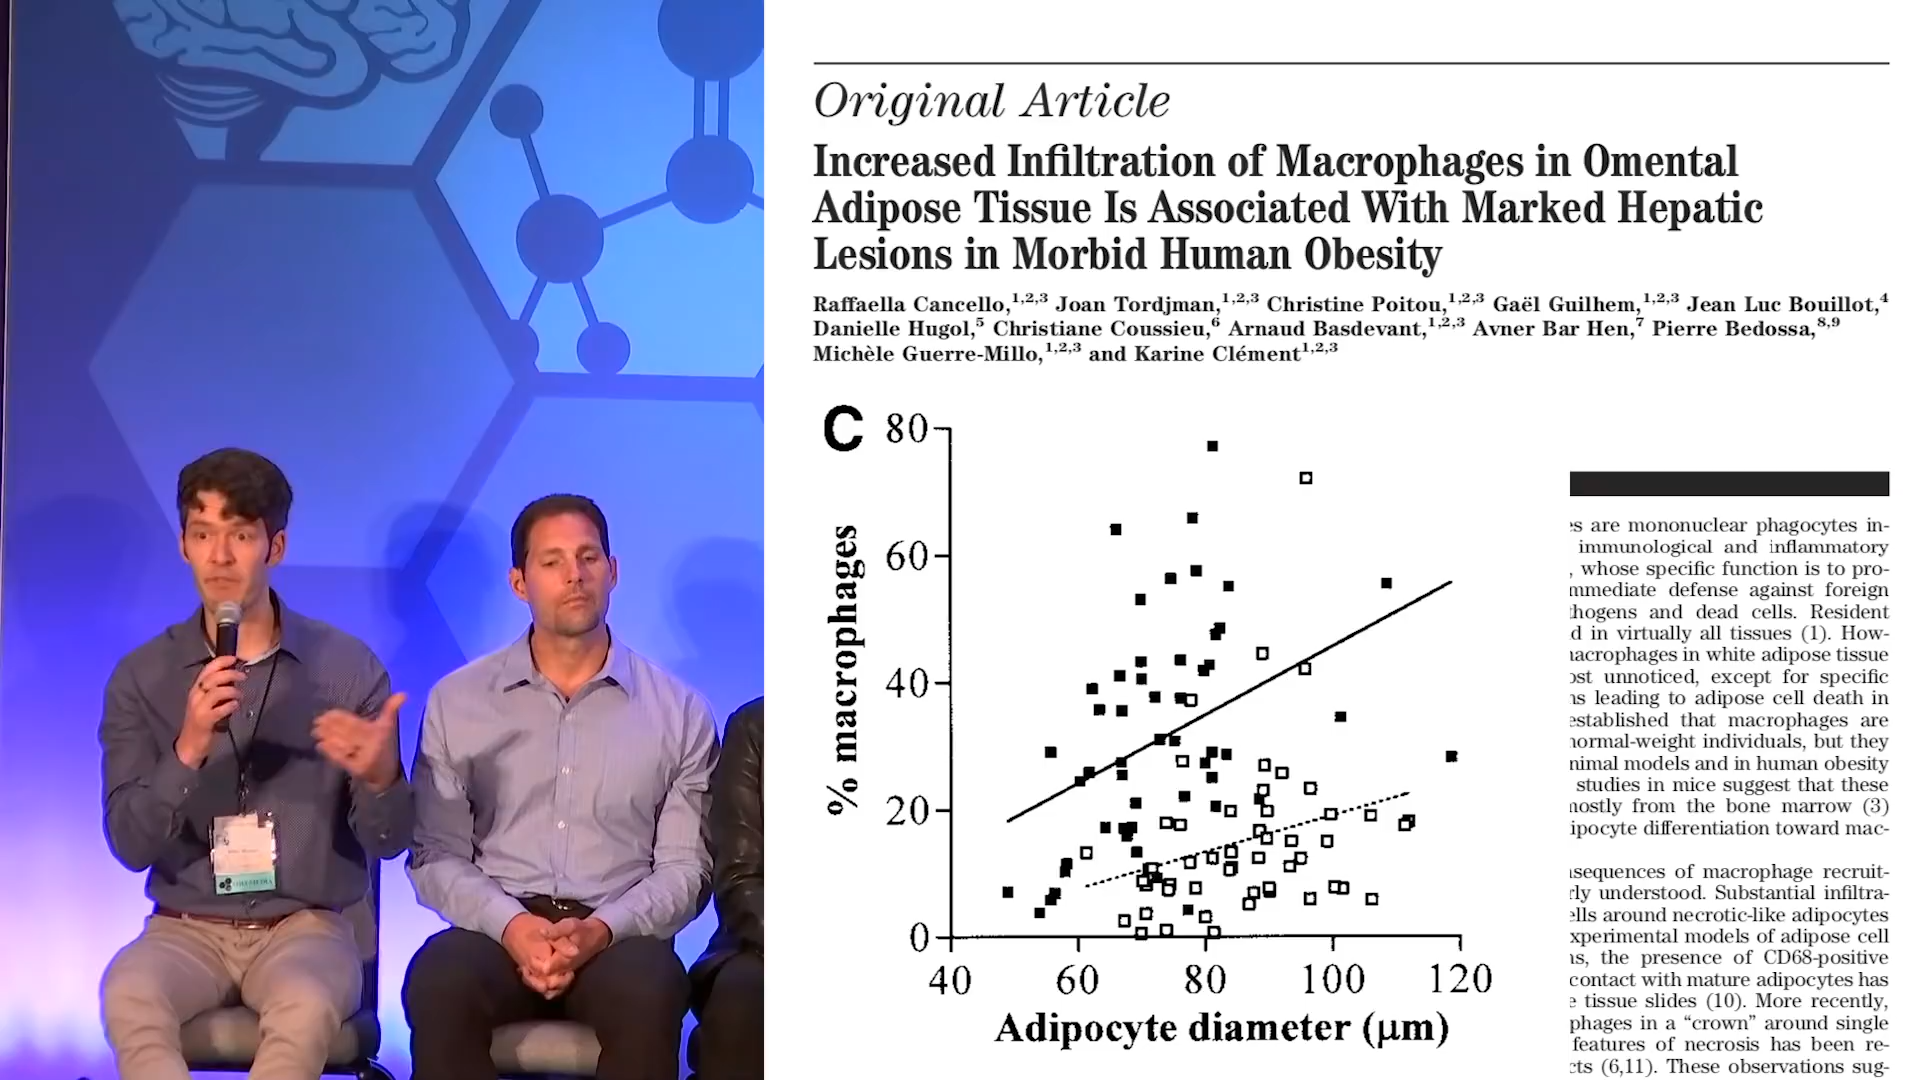 Original Article
Increased Infiltration of Macrophages in Omental
Adipose Tissue Is Associated With Marked Hepatic
Lesions in Morbid Human Obesity
Raffaella Cancello,1,2,3 Joan Tordjman,1,2,3 Christine Poitou,1,2,3 Gaël Guilhem,1,2,3 Jean Luc Bouillot,4
Danielle Hugol,5 Christiane Coussieu,6 Arnaud Basdevant,1,2,3 Avner Bar Hen,7 Pierre Bedossa,8,9
Michèle Guerre-Millo,1,2,3 and Karine Clément1,2,3
C
80
60
40
20
0
% macrophages
40 60 80 100 120
Adipocyte diameter (μm)
es are mononuclear phagocytes in-
immunological and inflammatory
, whose specific function is to pro-
mmediate defense against foreign
thogens and dead cells. Resident
d in virtually all tissues (1). How-
nacrophages in white adipose tissue
ost unnoticed, except for specific
ns leading to adipose cell death in
established that macrophages are
normal-weight individuals, but they
nimal models and in human obesity
studies in mice suggest that these
mostly from the bone marrow (3)
ipocyte differentiation toward mac-
nsequences of macrophage recruit-
rly understood. Substantial infiltra-
ells around necrotic-like adipocytes
xperimental models of adipose cell
ns, the presence of CD68-positive
contact with mature adipocytes has
e tissue slides (10). More recently,
phages in a “crown” around single
features of necrosis has been re-
cts (6,11). These observations sug-